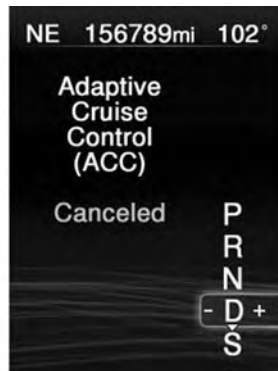 NE 156789mi 102°
Adaptive
Cruise
Control
(ACC)
Canceled
P
R
N
- D +
S